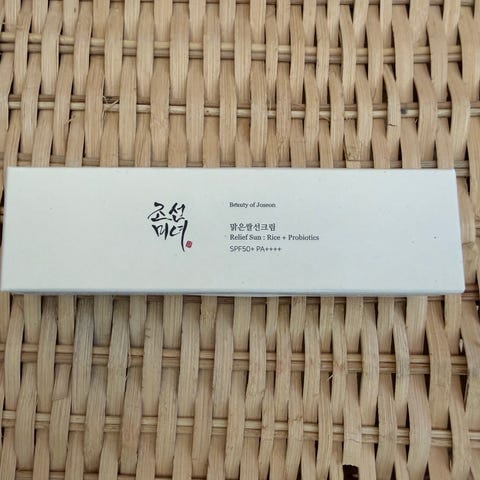 조선
미녀
Beauty of Joseon
맑은쌀선크림
Relief Sun : Rice + Probiotics
SPF50+ PA++++